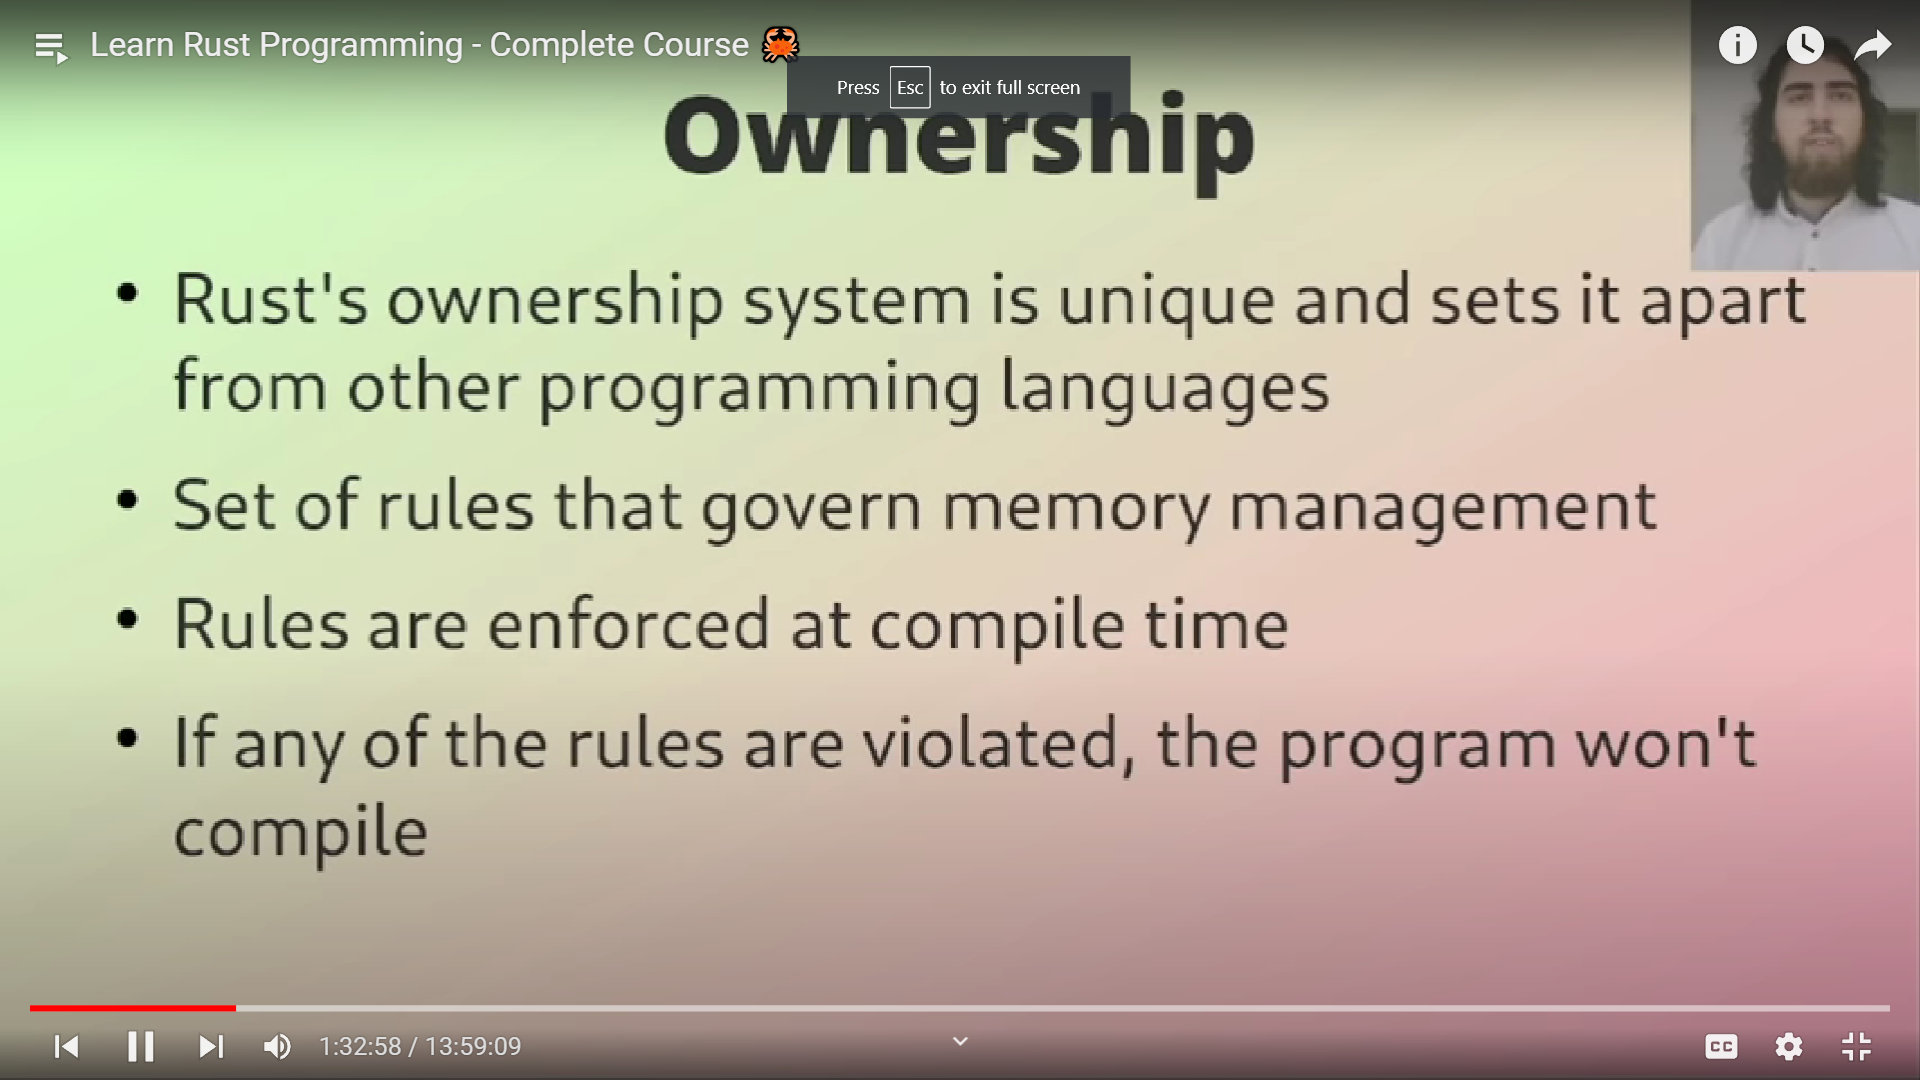 Learn Rust Programming - Complete Course 🦀
Press Esc to exit full screen
Ownership
• Rust's ownership system is unique and sets it apart
from other programming languages
• Set of rules that govern memory management
• Rules are enforced at compile time
• If any of the rules are violated, the program won't
compile
1:32:58 / 13:59:09
CC